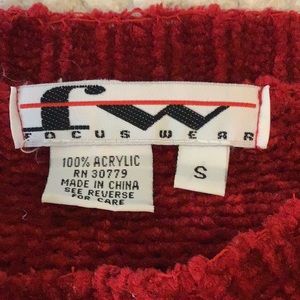 fw
FOCUS WEAR
100% ACRYLIC
RN 30779
MADE IN CHINA
SEE REVERSE
FOR CARE
S